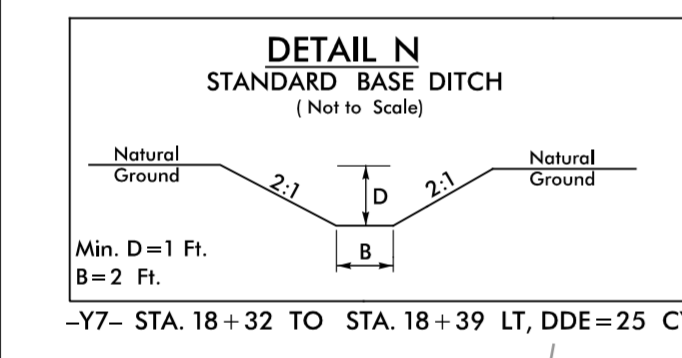 DETAIL N
STANDARD BASE DITCH
( Not to Scale)
Natural
Ground
2:1
D
2:1
Natural
Ground
B
Min. D=1 Ft.
B=2 Ft.
-Y7- STA. 18+32 TO STA. 18+39 LT, DDE=25